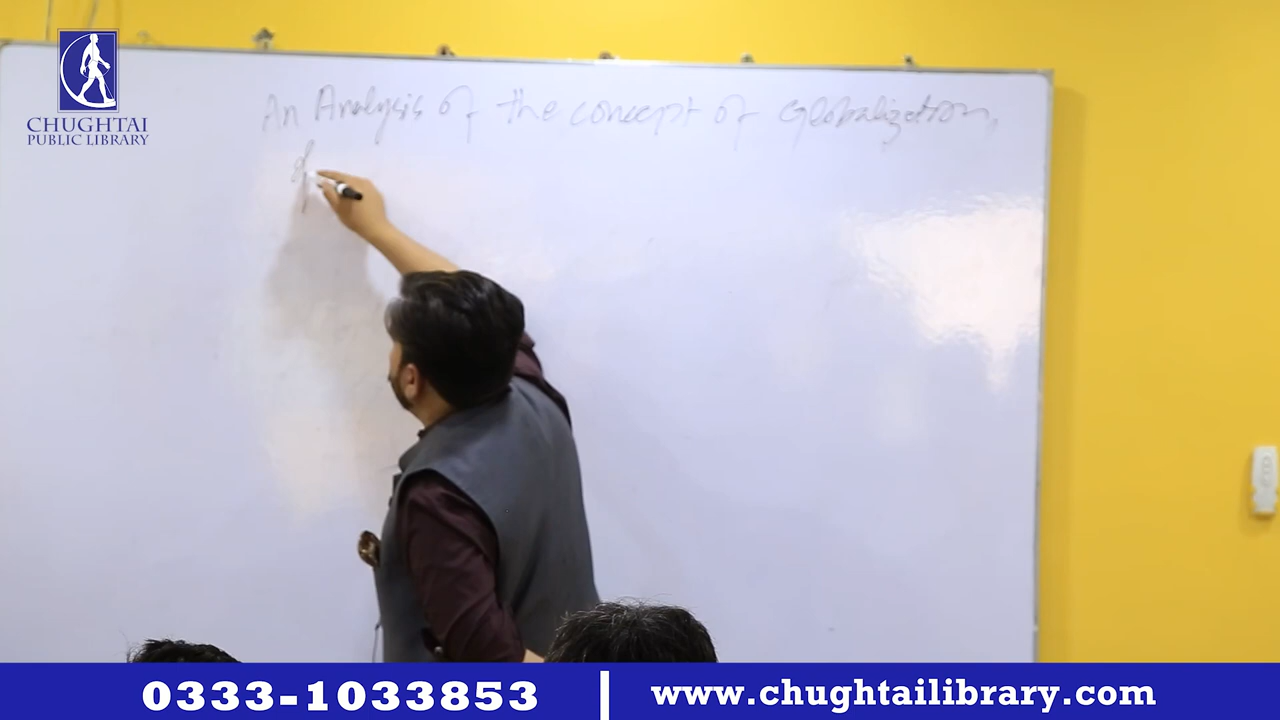 CHUGHTAI
PUBLIC LIBRARY
An Analysis of the concept of Globalization,
0333-1033853 | www.chughtailibrary.com